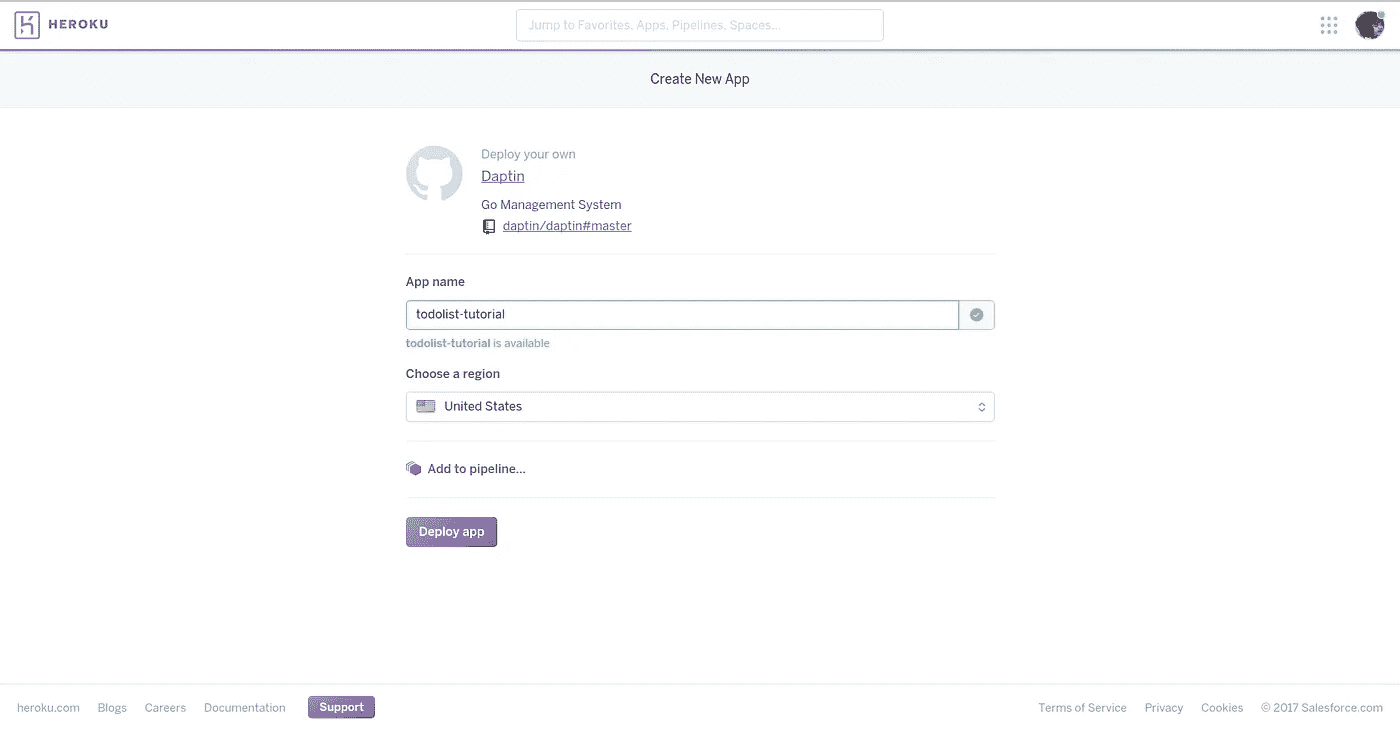 HEROKU
Jump to Favorites, Apps, Pipelines, Spaces...
Create New App
Deploy your own
Daptin
Go Management System
daptin/daptin#master
App name
todolist-tutorial
todolist-tutorial is available
Choose a region
United States
Add to pipeline...
Deploy app
heroku.com Blogs Careers Documentation Support Terms of Service Privacy Cookies © 2017 Salesforce.com